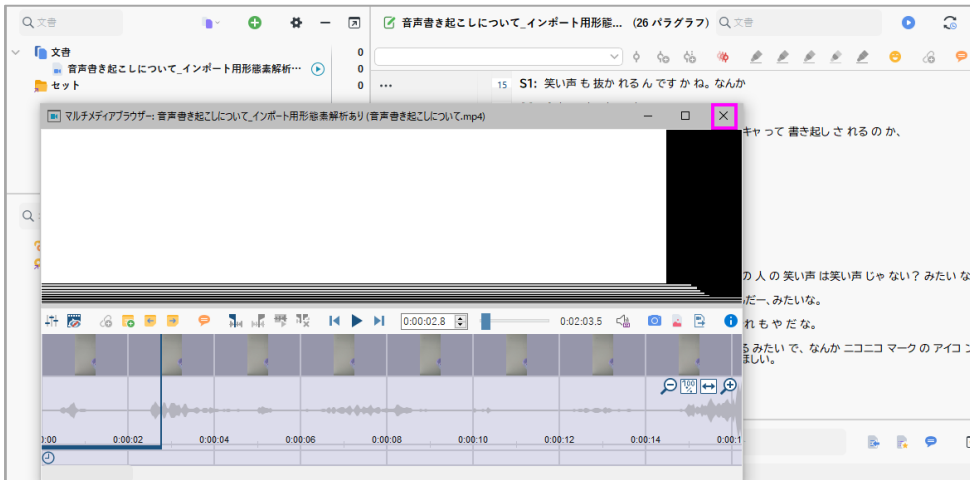 文書
音声書き起こしについて_インポート用形態... (26 パラグラフ)
文書
文書
0
音声書き起こしについて_インポート用形態素解析…
0
セット
0
15 S1: 笑い声 も 抜か れる ん です か ね。 なんか
マルチメディアブラウザー: 音声書き起こしについて_インポート用形態素解析あり (音声書き起こしについて.mp4)
キャ って 書き起し さ れる の か、
の 人 の 笑い声 は笑い声 じゃ ない? みたい な
だー、みたいな。
れ も や だ な。
る みたい で、 なんか ニコニコ マーク の アイコ
ほしい。
0:00:02.8
0:02:03.5
100 %
0:00
0:00:02
0:00:04
0:00:06
0:00:08
0:00:10
0:00:12
0:00:14
0:00:1